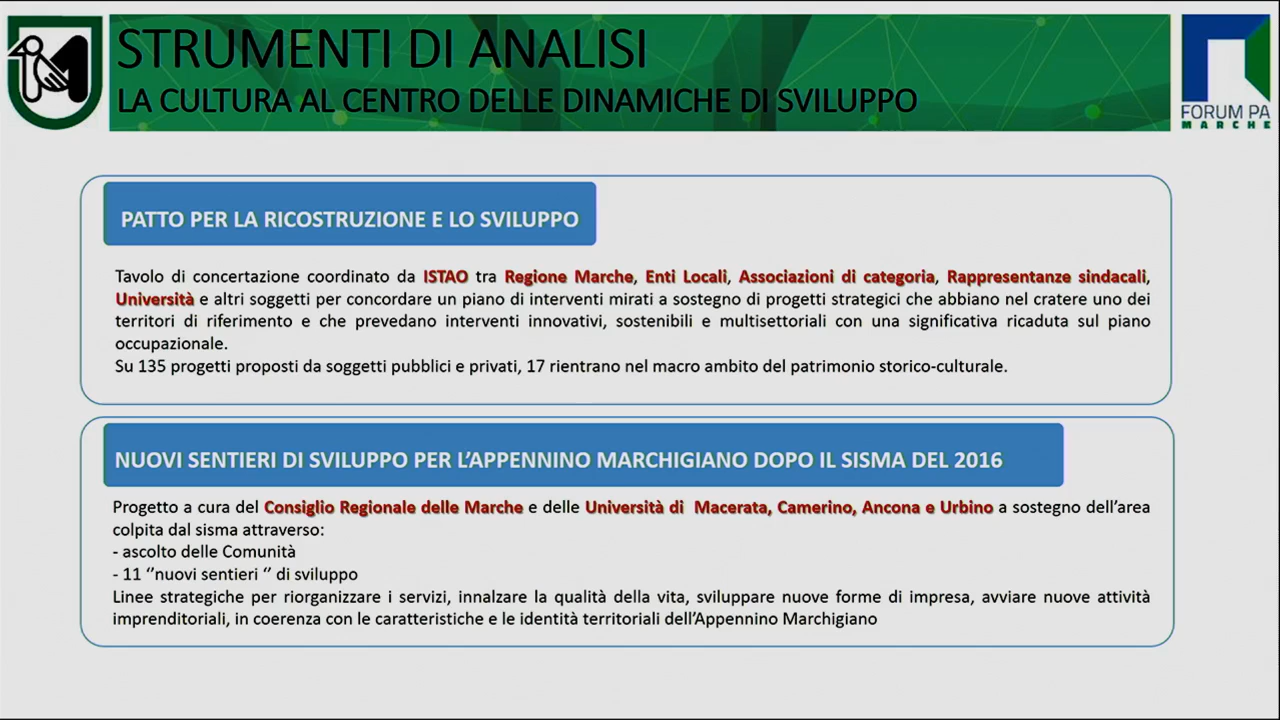 STRUMENTI DI ANALISI
LA CULTURA AL CENTRO DELLE DINAMICHE DI SVILUPPO
FORUM PA
MARCHE
PATTO PER LA RICOSTRUZIONE E LO SVILUPPO
Tavolo di concertazione coordinato da ISTAO tra Regione Marche, Enti Locali, Associazioni di categoria, Rappresentanze sindacali,
Università e altri soggetti per concordare un piano di interventi mirati a sostegno di progetti strategici che abbiano nel cratere uno dei
territori di riferimento e che prevedano interventi innovativi, sostenibili e multisettoriali con una significativa ricaduta sul piano
occupazionale.
Su 135 progetti proposti da soggetti pubblici e privati, 17 rientrano nel macro ambito del patrimonio storico-culturale.
NUOVI SENTIERI DI SVILUPPO PER L’APPENNINO MARCHIGIANO DOPO IL SISMA DEL 2016
Progetto a cura del Consiglio Regionale delle Marche e delle Università di Macerata, Camerino, Ancona e Urbino a sostegno dell’area
colpita dal sisma attraverso:
- ascolto delle Comunità
- 11 ‘’nuovi sentieri ‘’ di sviluppo
Linee strategiche per riorganizzare i servizi, innalzare la qualità della vita, sviluppare nuove forme di impresa, avviare nuove attività
imprenditoriali, in coerenza con le caratteristiche e le identità territoriali dell’Appennino Marchigiano